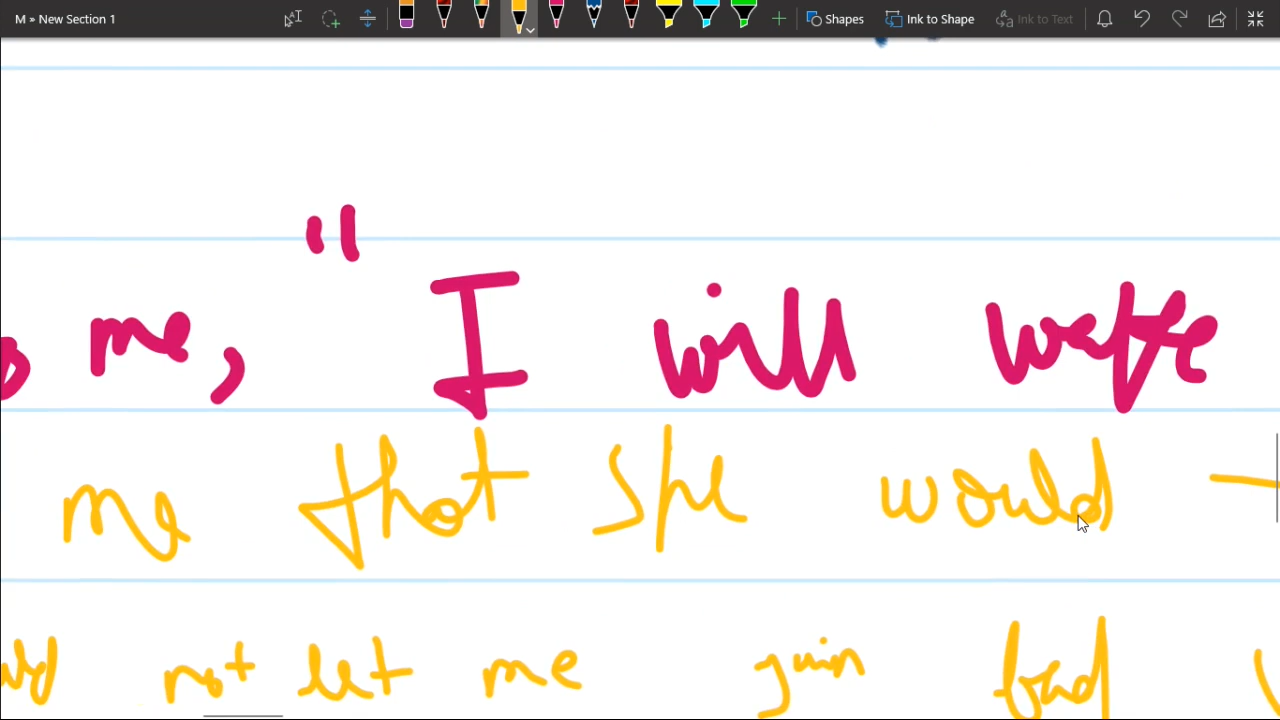 M » New Section 1 Shapes Ink to Shape Ink to Text
me, " I will
me that she would
not let me join bad